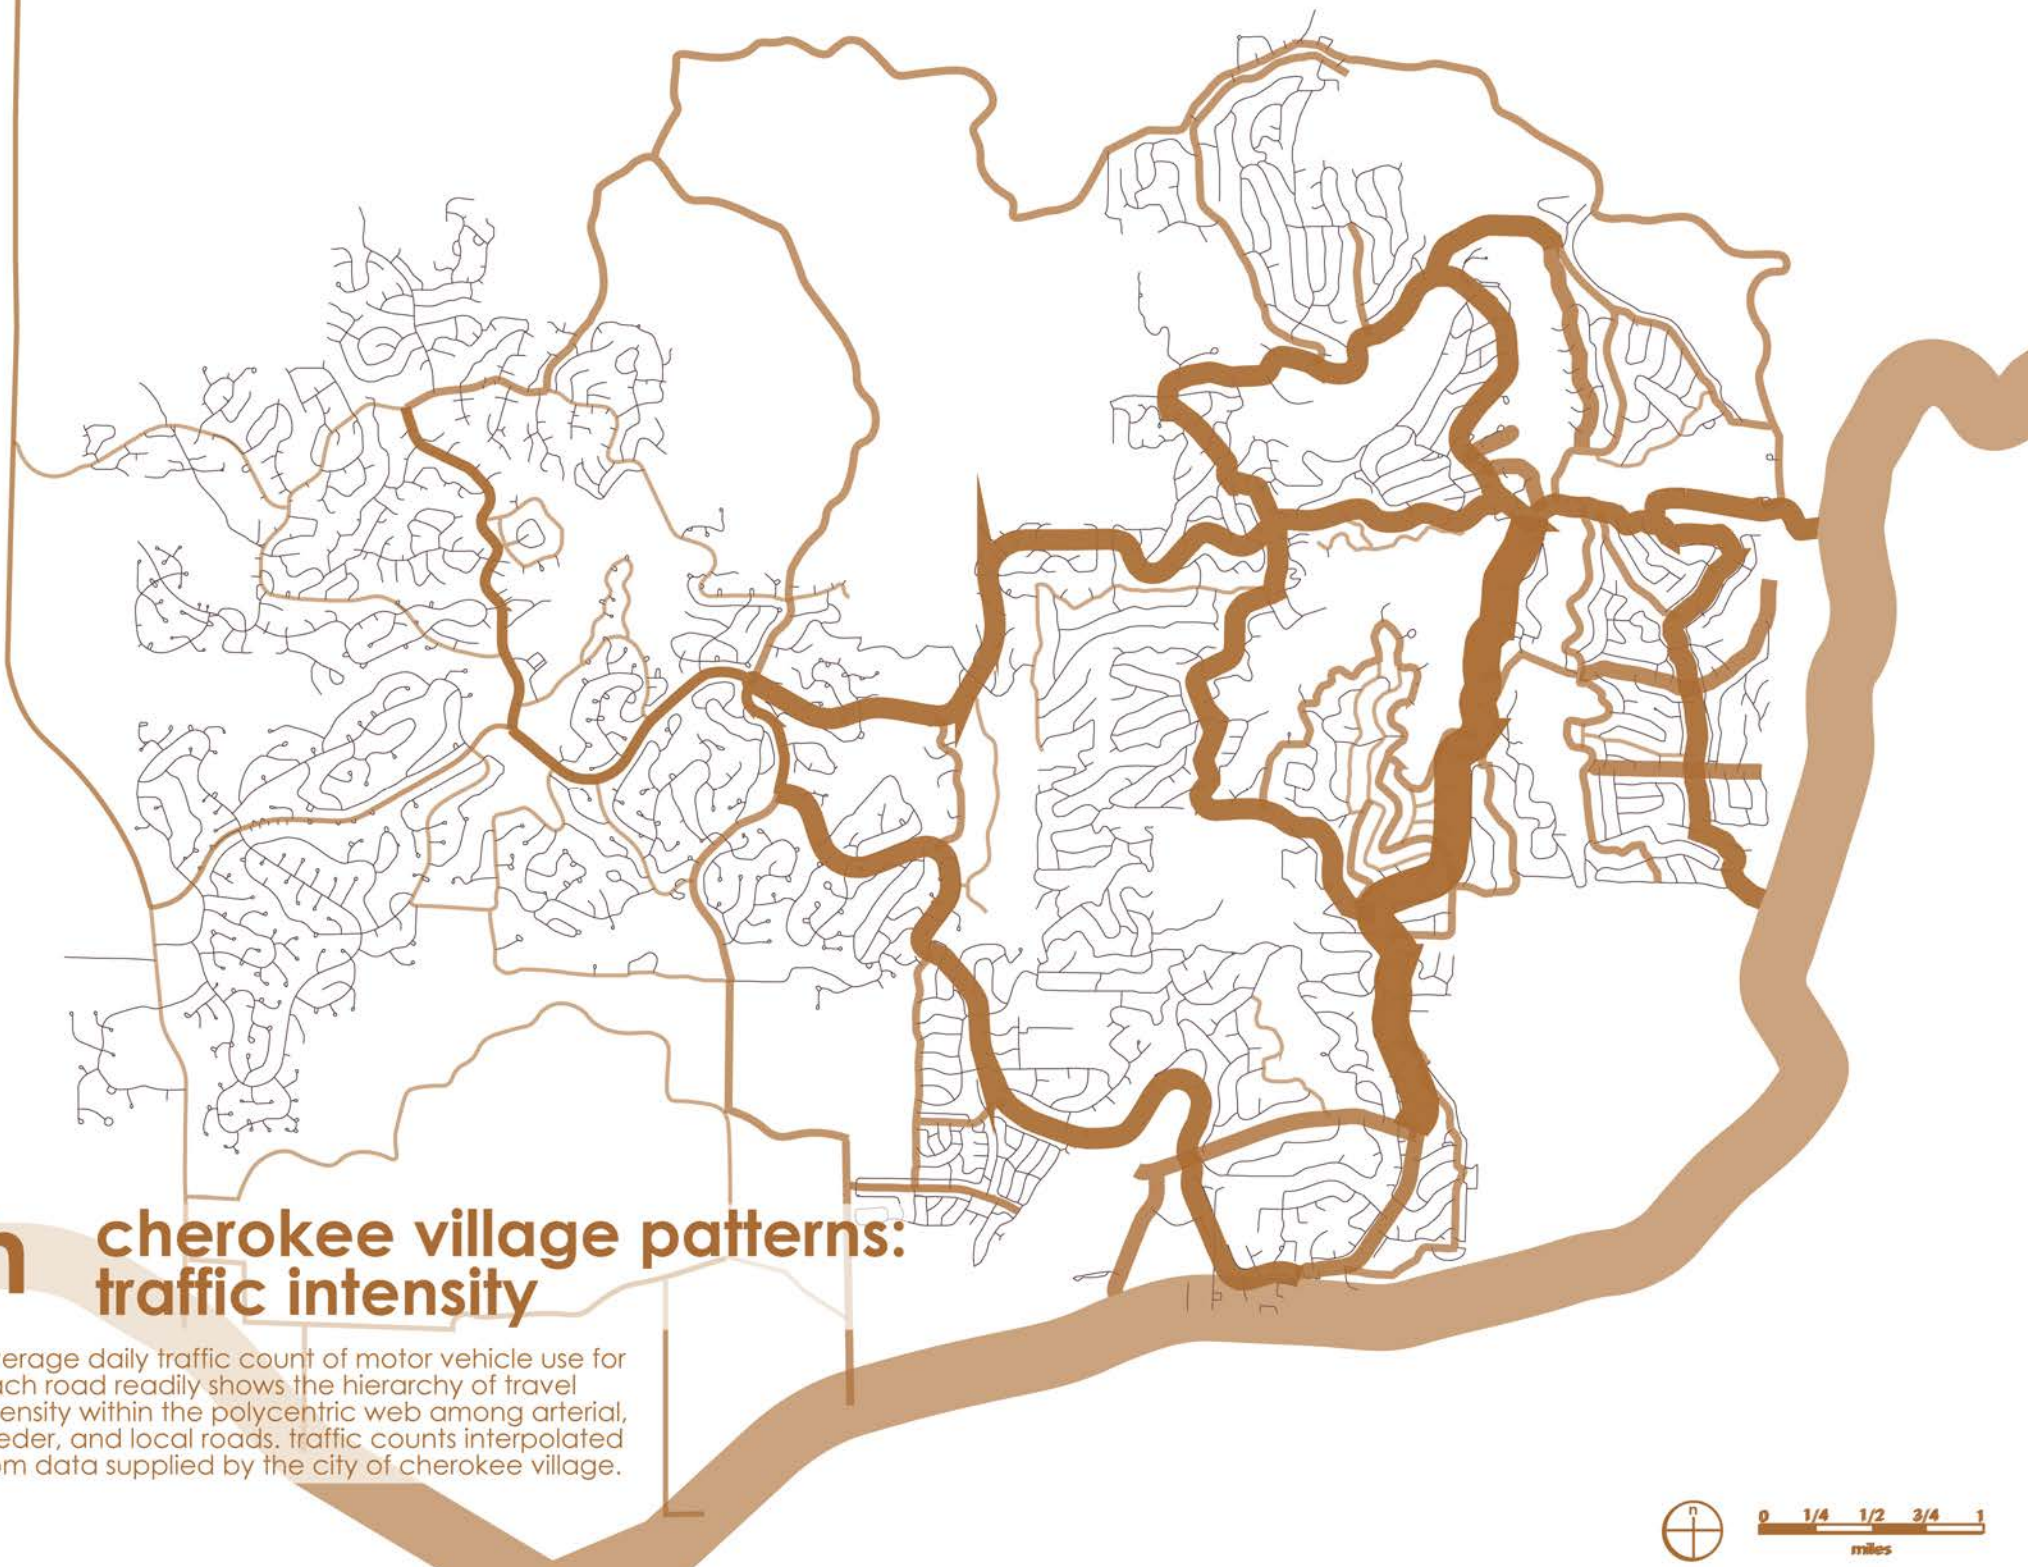 n
cherokee village patterns:
traffic intensity
erage daily traffic count of motor vehicle use for
ach road readily shows the hierarchy of travel
ensity within the polycentric web among arterial,
eder, and local roads. traffic counts interpolated
om data supplied by the city of cherokee village.
n
0 1/4 1/2 3/4 1
miles